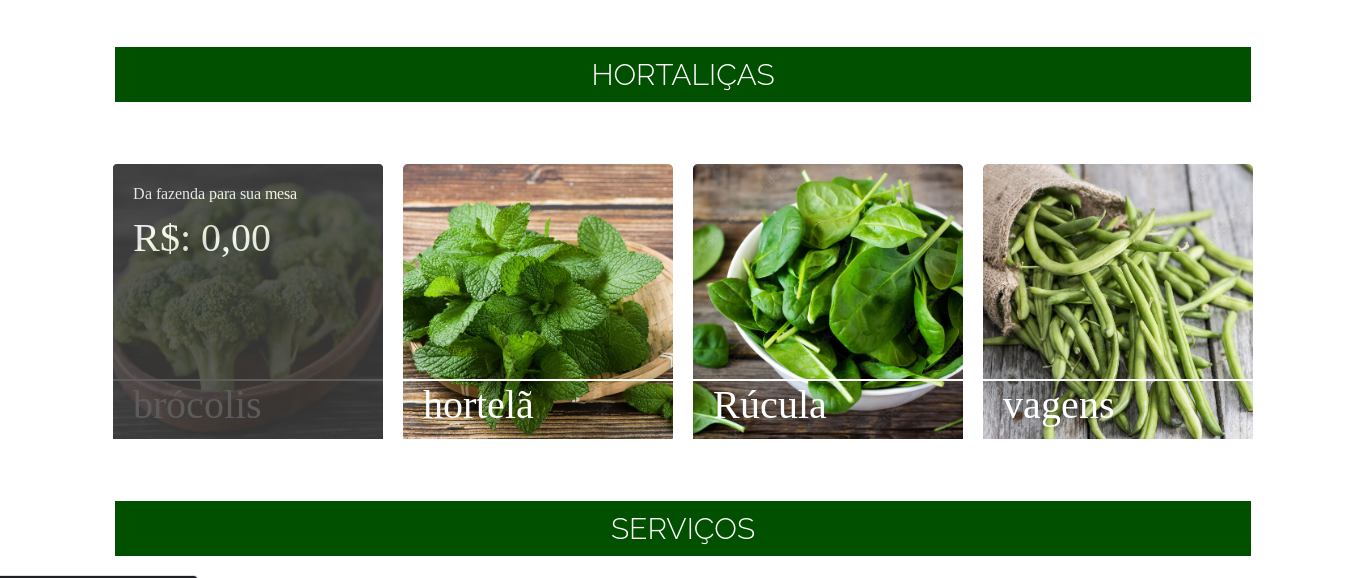 HORTALIÇAS
Da fazenda para sua mesa
R$: 0,00
brócolis
hortelã
Rúcula
vagens
SERVIÇOS